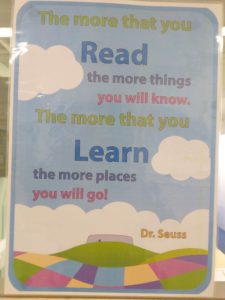 The more that you
Read
the more things
you will know.
The more that you
Learn
the more places
you will go!
Dr. Seuss